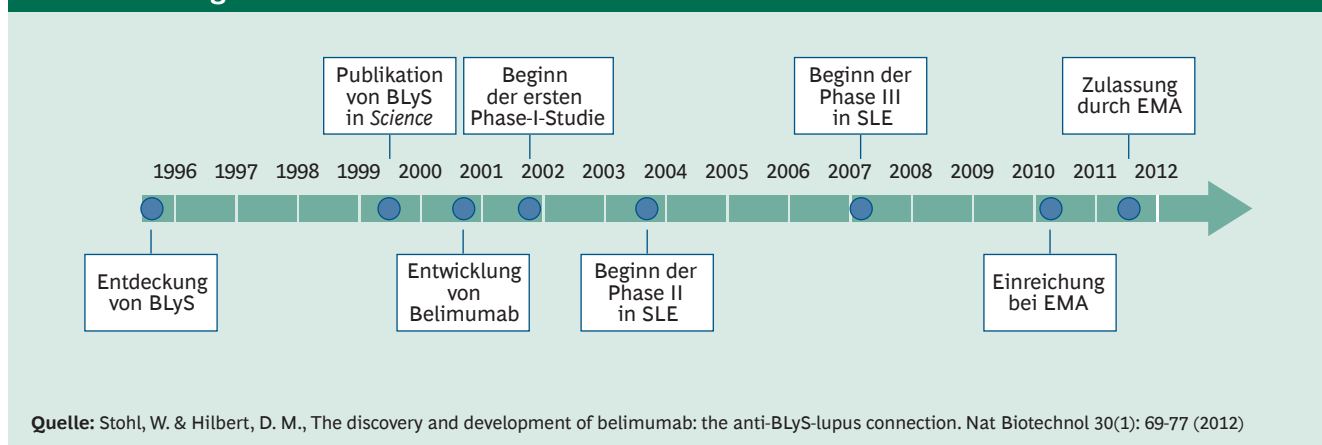 Publikation
von BLyS
in Science
Beginn
der ersten
Phase-I-Studie
Beginn der
Phase III
in SLE
Zulassung
durch EMA
1996 1997 1998 1999 2000 2001 2002 2003 2004 2005 2006 2007 2008 2009 2010 2011 2012
Entdeckung
von BLyS
Entwicklung
von
Belimumab
Beginn der
Phase II
in SLE
Einreichung
bei EMA
Quelle: Stohl, W. & Hilbert, D. M., The discovery and development of belimumab: the anti-BLyS-lupus connection. Nat Biotechnol 30(1): 69-77 (2012)